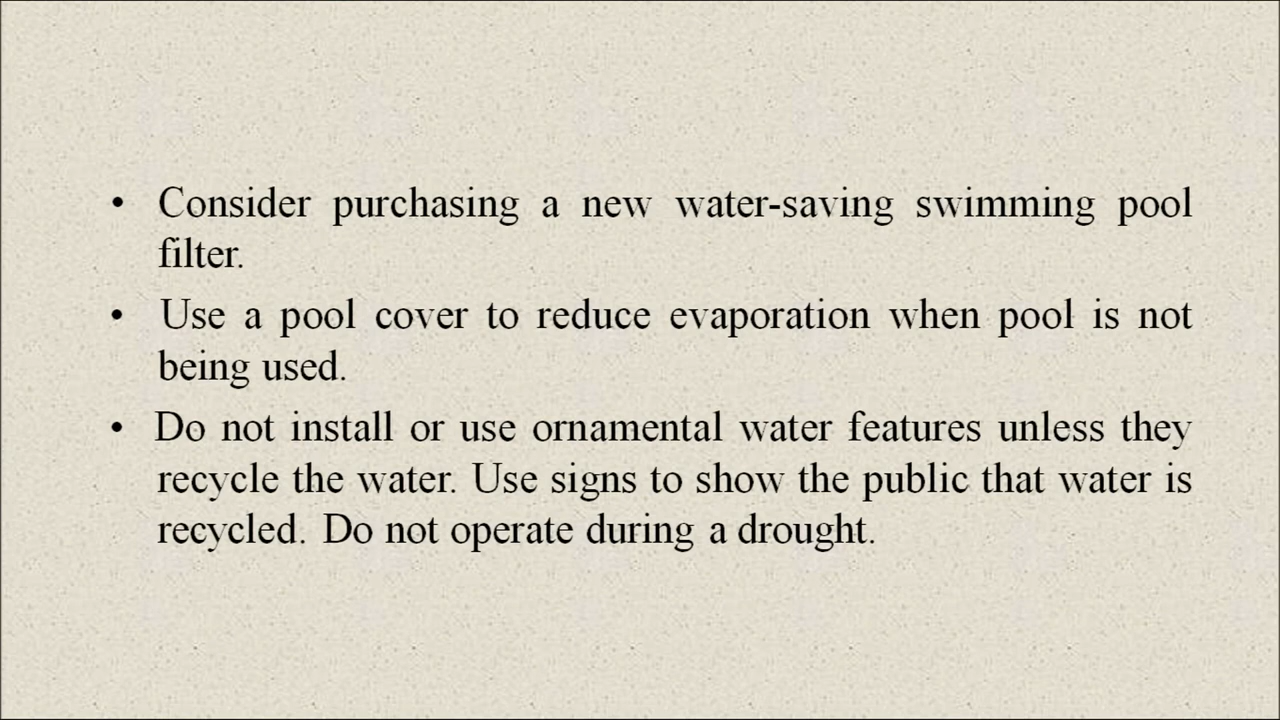 • Consider purchasing a new water-saving swimming pool
filter.
• Use a pool cover to reduce evaporation when pool is not
being used.
• Do not install or use ornamental water features unless they
recycle the water. Use signs to show the public that water is
recycled. Do not operate during a drought.